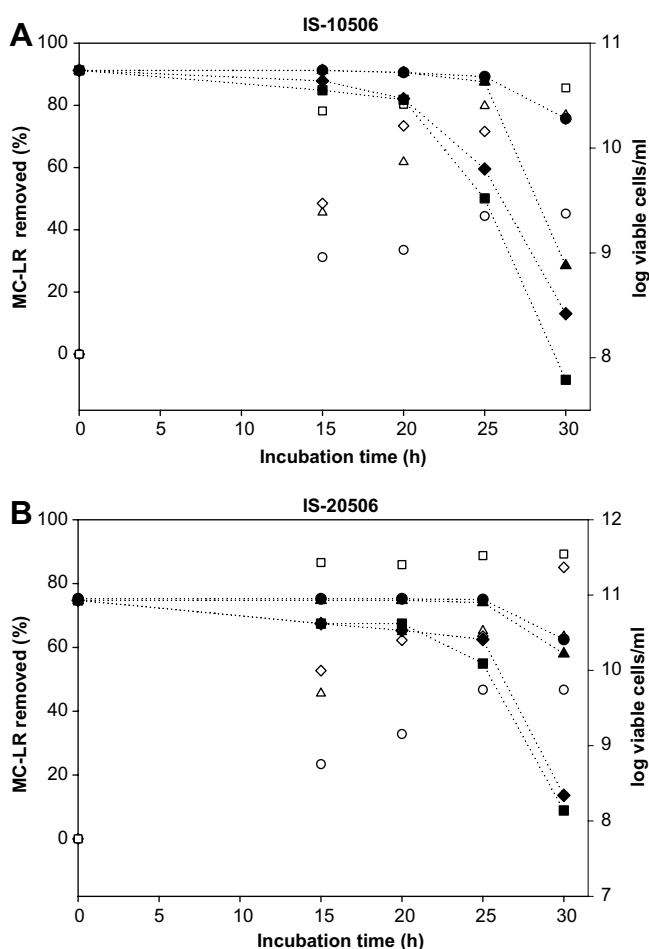 A
IS-10506
100
80
60
40
20
0
MC-LR removed (%)
11
10
9
8
log viable cells/ml
0 5 10 15 20 25 30
Incubation time (h)
B
IS-20506
100
80
60
40
20
0
MC-LR removed (%)
12
11
10
9
8
7
log viable cells/ml
0 5 10 15 20 25 30
Incubation time (h)